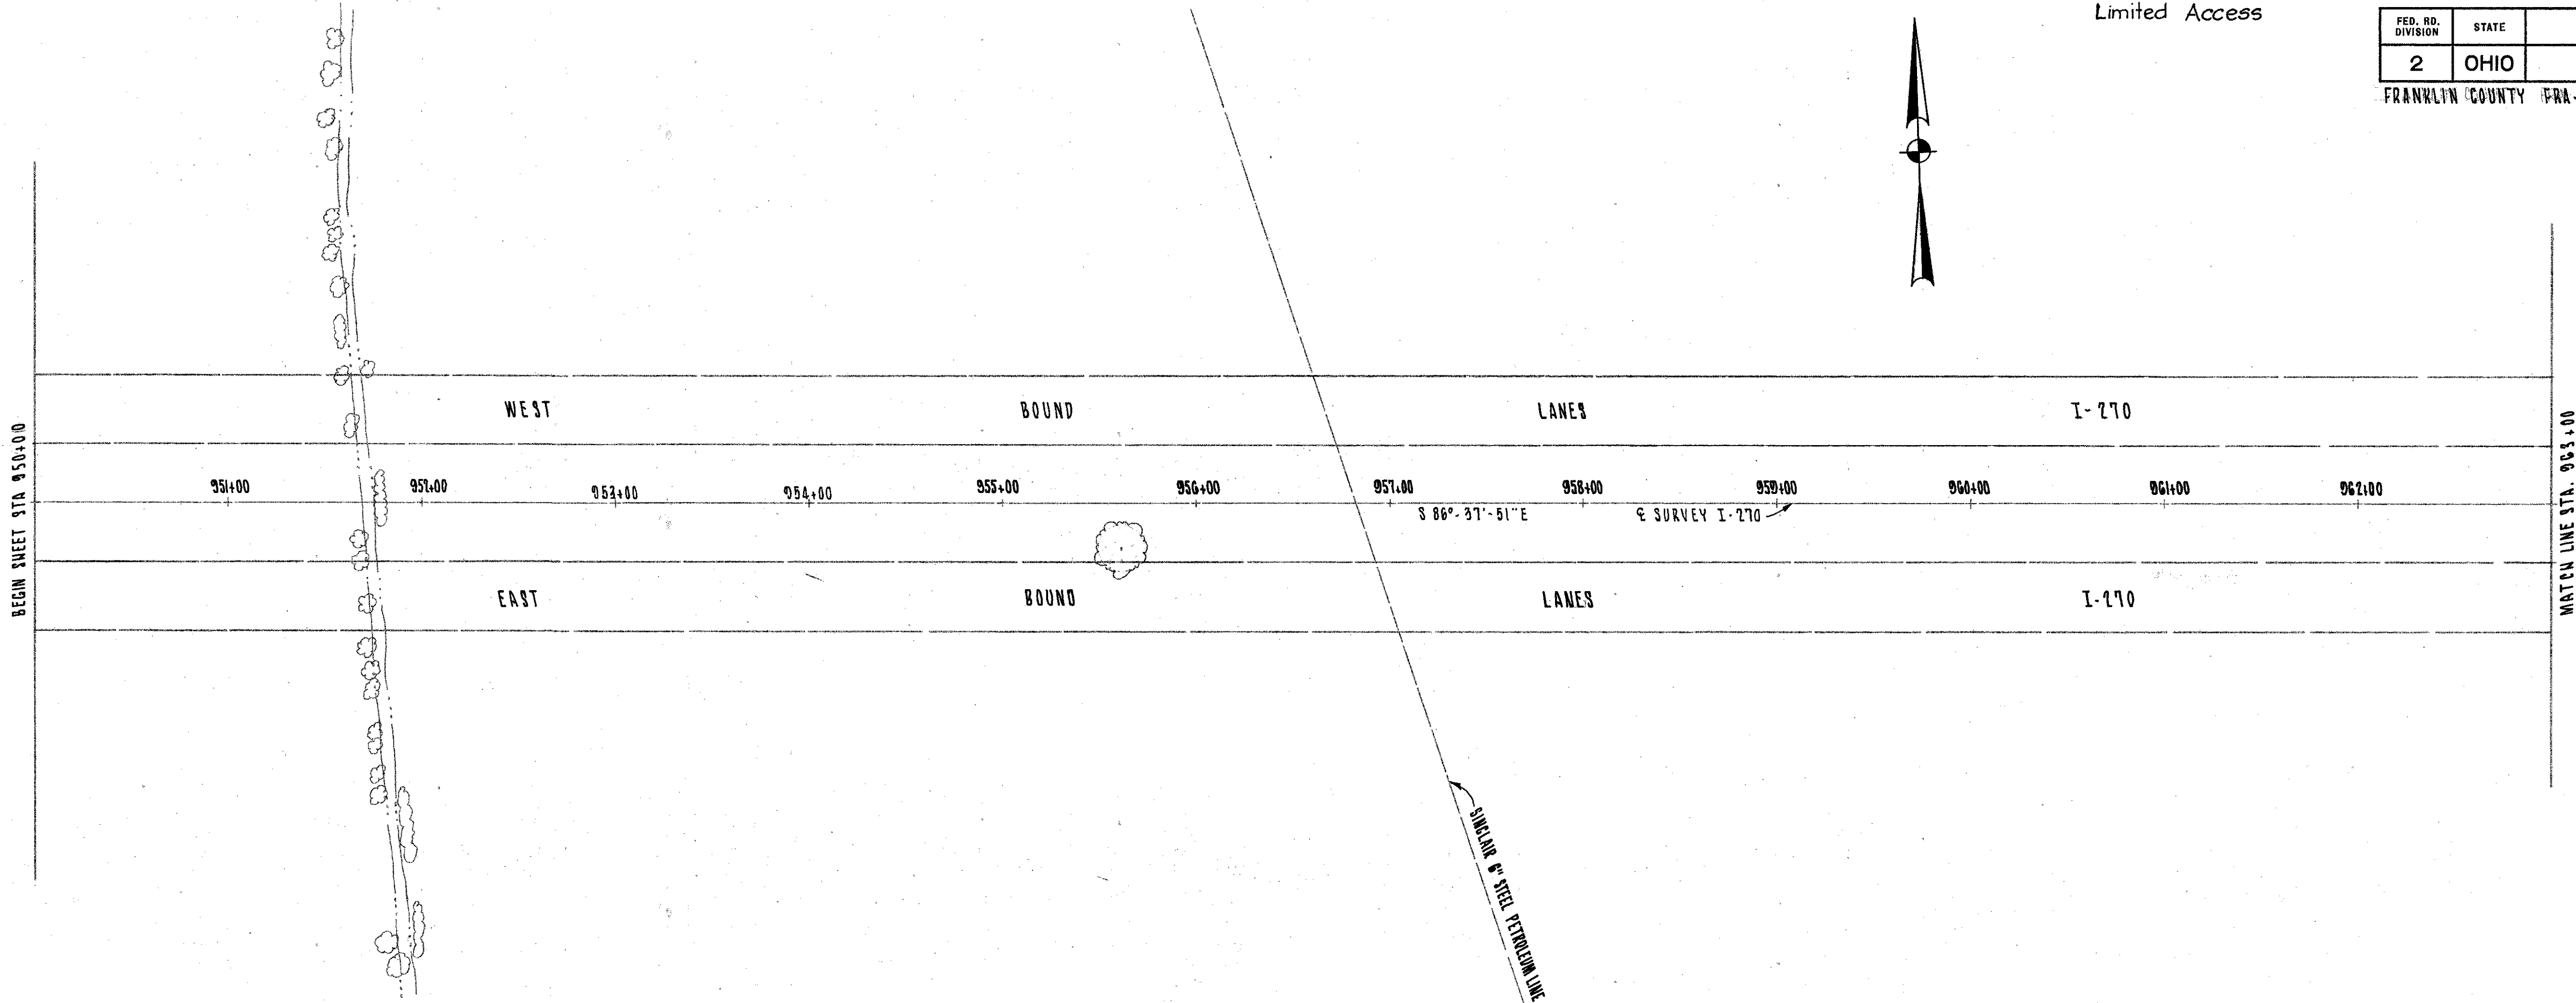 Limited Access
FED. RD. DIVISION STATE
2 OHIO
FRANKLIN COUNTY FRA-
WEST BOUND LANES I-270
BEGIN SHEET STA 950+00
951+00 952+00 953+00 954+00 955+00 956+00 957+00 958+00 959+00 960+00 961+00 962+00
MATCH LINE STA. 963+00
S 86°-37'-51"E ℄ SURVEY I-270
EAST BOUND LANES I-270
SINCLAIR 6" STEEL PETROLEUM LINE